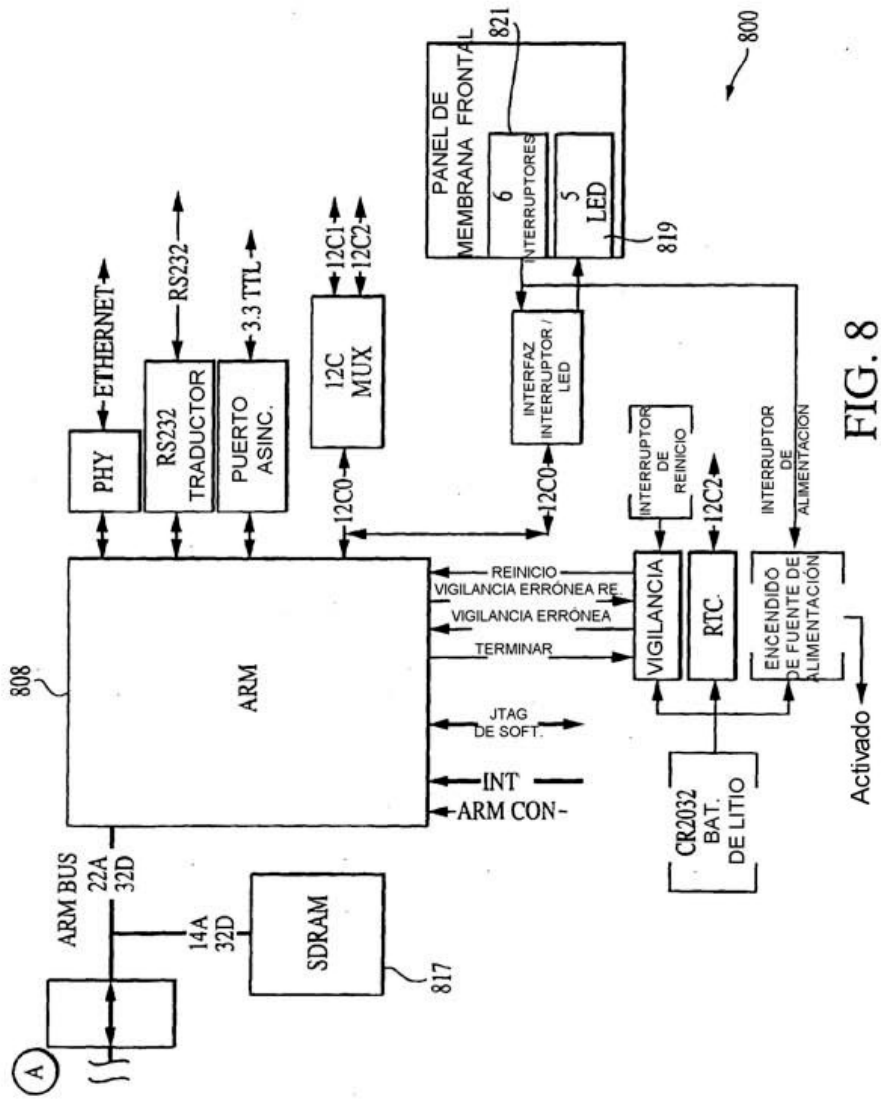 A
ARM BUS
22A
32D
14A
32D
SDRAM
817
808
ARM
PHY
ETHERNET
RS232
TRADUCTOR
RS232
PUERTO
ASINC.
3.3 TTL
12C0
12C
MUX
12C1
12C2
12C0
INTERFAZ
INTERRUPTOR /
LED
PANEL DE
MEMBRANA FRONTAL
6
INTERRUPTORES
5
LED
821
819
800
ARM CON
INT
JTAG
DE SOFT.
TERMINAR
VIGILANCIA ERRÓNEA
VIGILANCIA ERRÓNEA RE.
REINICIO
VIGILANCIA
INTERRUPTOR
DE
REINICIO
RTC
12C2
CR2032
BAT.
DE LITIO
ENCENDIDO
DE FUENTE DE
ALIMENTACIÓN
INTERRUPTOR
DE
ALIMENTACIÓN
Activado
FIG. 8